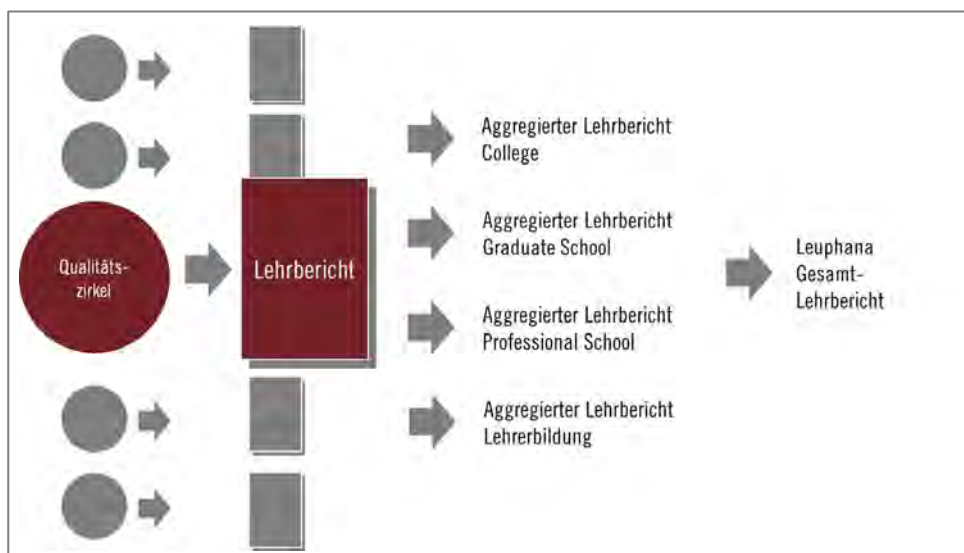 Qualitäts-
zirkel
Lehrbericht
Aggregierter Lehrbericht
College
Aggregierter Lehrbericht
Graduate School
Aggregierter Lehrbericht
Professional School
Aggregierter Lehrbericht
Lehrerbildung
Leuphana
Gesamt-
Lehrbericht